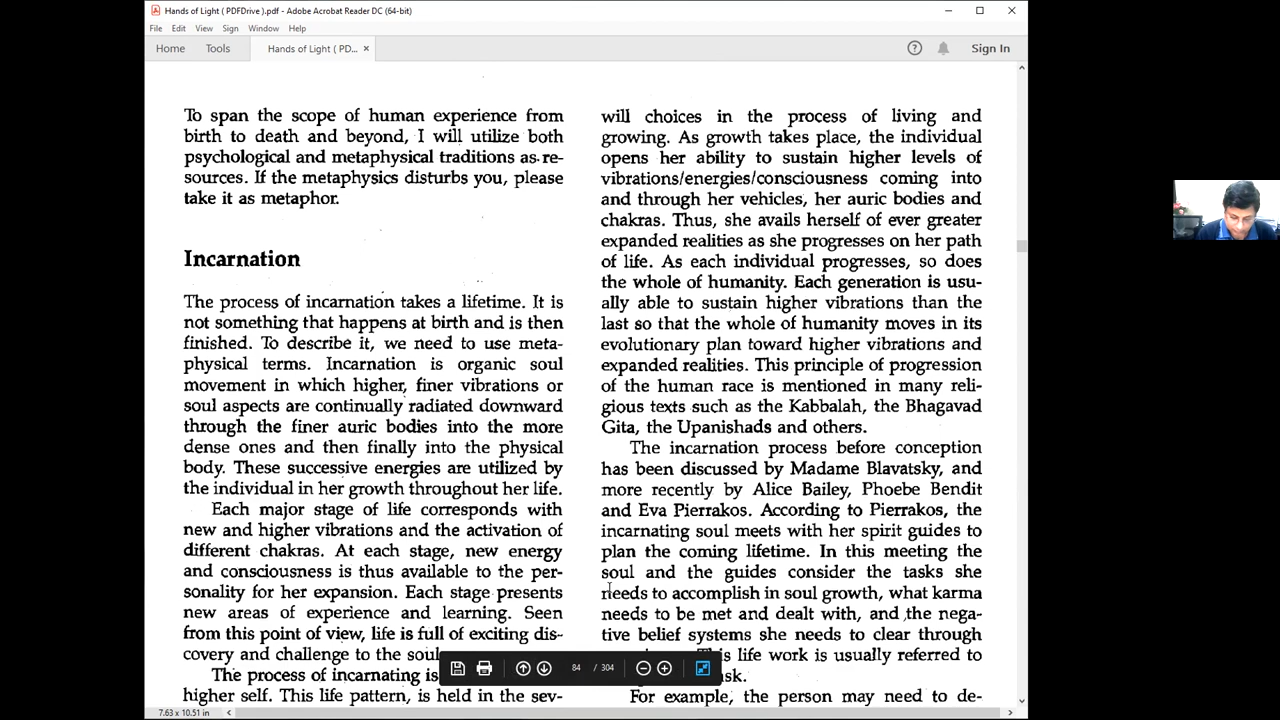 Hands of Light ( PDFDrive ).pdf - Adobe Acrobat Reader DC (64-bit)
File Edit View Sign Window Help
Home Tools Hands of Light ( PD... × Sign In
To span the scope of human experience from
birth to death and beyond, I will utilize both
psychological and metaphysical traditions as re-
sources. If the metaphysics disturbs you, please
take it as metaphor.
Incarnation
The process of incarnation takes a lifetime. It is
not something that happens at birth and is then
finished. To describe it, we need to use meta-
physical terms. Incarnation is organic soul
movement in which higher, finer vibrations or
soul aspects are continually radiated downward
through the finer auric bodies into the more
dense ones and then finally into the physical
body. These successive energies are utilized by
the individual in her growth throughout her life.
Each major stage of life corresponds with
new and higher vibrations and the activation of
different chakras. At each stage, new energy
and consciousness is thus available to the per-
sonality for her expansion. Each stage presents
new areas of experience and learning. Seen
from this point of view, life is full of exciting dis-
covery and challenge to the soul
The process of incarnating is
higher self. This life pattern, is held in the sev-
will choices in the process of living and
growing. As growth takes place, the individual
opens her ability to sustain higher levels of
vibrations/energies/consciousness coming into
and through her vehicles, her auric bodies and
chakras. Thus, she avails herself of ever greater
expanded realities as she progresses on her path
of life. As each individual progresses, so does
the whole of humanity. Each generation is usu-
ally able to sustain higher vibrations than the
last so that the whole of humanity moves in its
evolutionary plan toward higher vibrations and
expanded realities. This principle of progression
of the human race is mentioned in many reli-
gious texts such as the Kabbalah, the Bhagavad
Gita, the Upanishads and others.
The incarnation process before conception
has been discussed by Madame Blavatsky, and
more recently by Alice Bailey, Phoebe Bendit
and Eva Pierrakos. According to Pierrakos, the
incarnating soul meets with her spirit guides to
plan the coming lifetime. In this meeting the
soul and the guides consider the tasks she
needs to accomplish in soul growth, what karma
needs to be met and dealt with, and the nega-
tive belief systems she needs to clear through
life work is usually referred to
For example, the person may need to de-
84 / 304
7.63 x 10.51 in